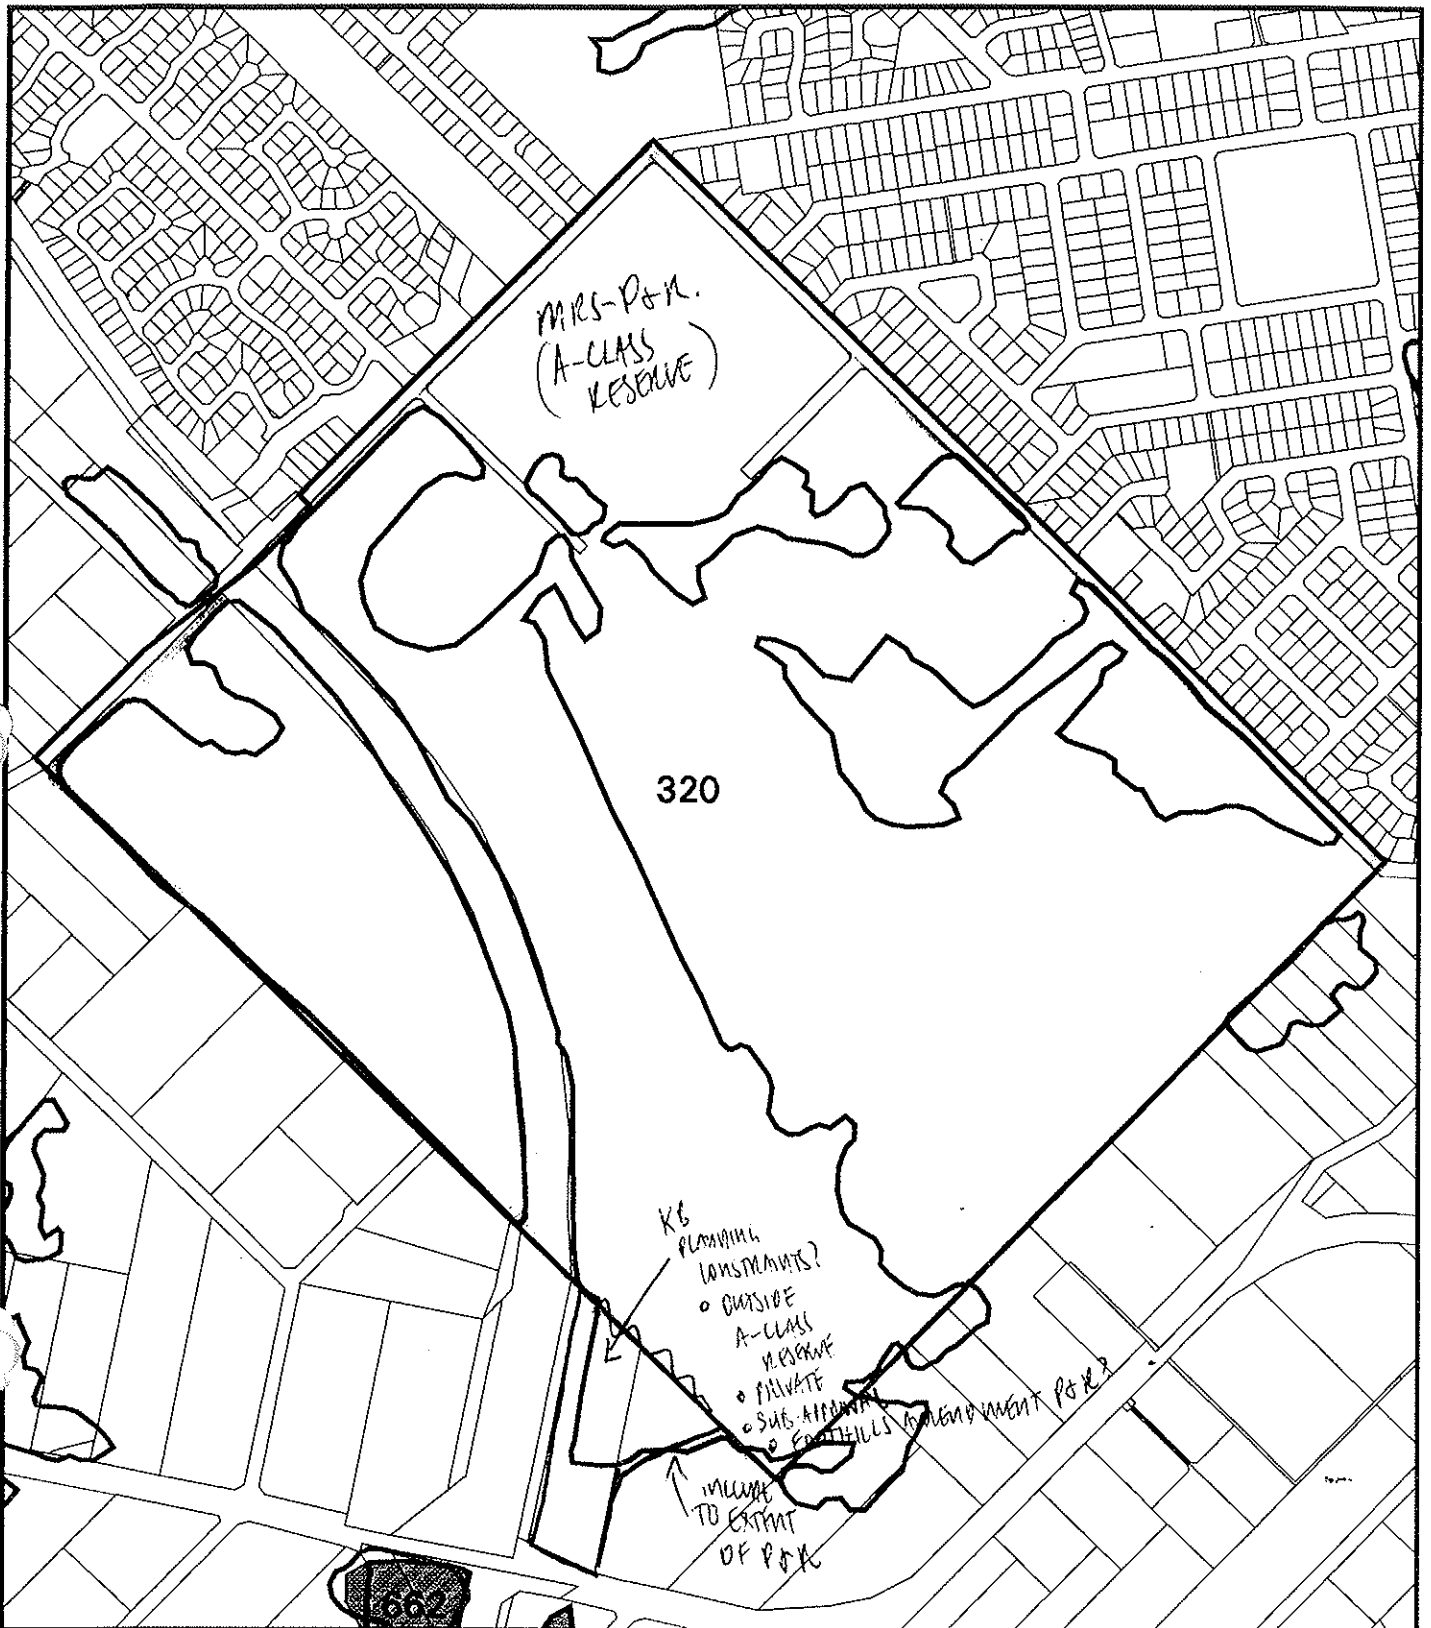 MRS-P&R.
(A-CLASS
RESERVE)
320
KB
PLANNING
CONSTRAINTS?
• OUTSIDE
A-CLASS
RESERVE
• PRIVATE
• SUB-APPROVAL
• FOOTHILLS AMENDMENT P&R?
INCLUDE
TO EXTENT
OF P&R
662